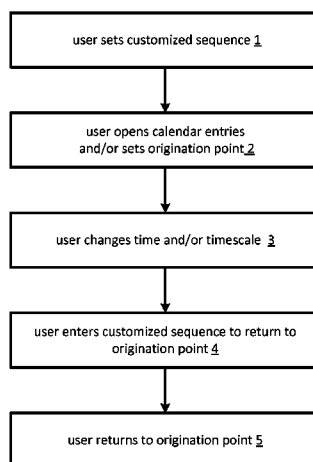 user sets customized sequence 1
user opens calendar entries
and/or sets origination point 2
user changes time and/or timescale 3
user enters customized sequence to return to
origination point 4
user returns to origination point 5